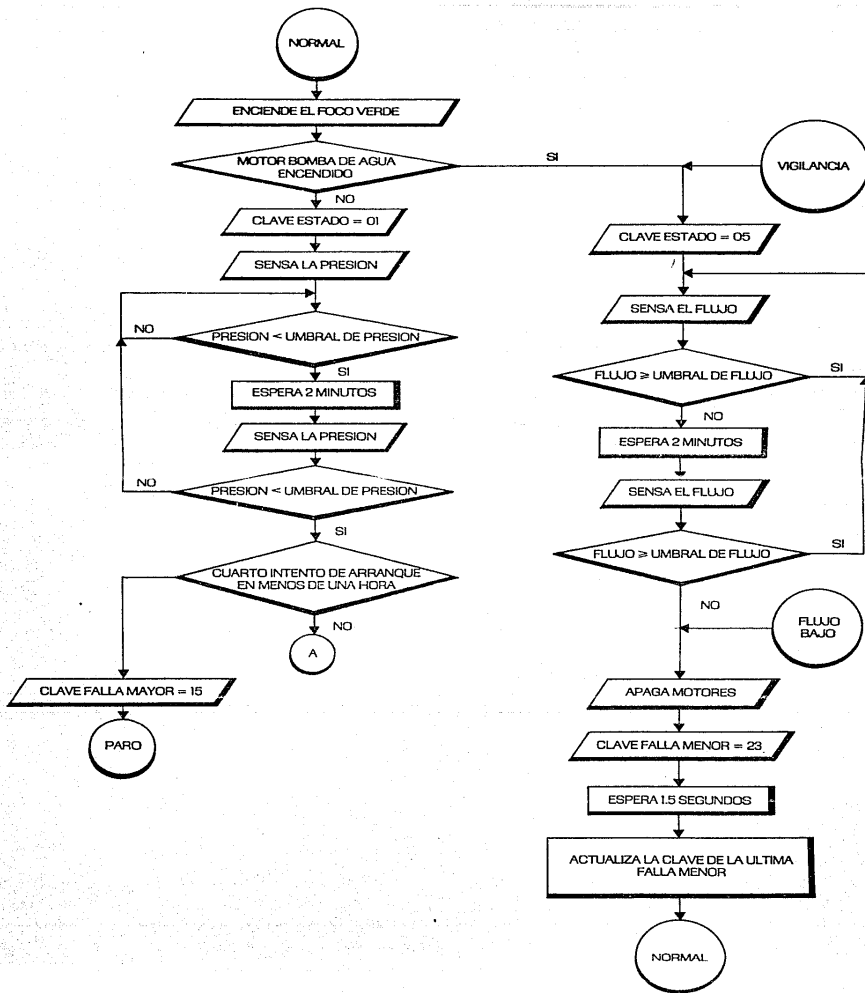 NORMAL
ENCIENDE EL FOCO VERDE
MOTOR BOMBA DE AGUA
ENCENDIDO
SI
NO
CLAVE ESTADO = 01
SENSA LA PRESION
PRESION < UMBRAL DE PRESION
NO
SI
ESPERA 2 MINUTOS
SENSA LA PRESION
PRESION < UMBRAL DE PRESION
NO
SI
CUARTO INTENTO DE ARRANQUE
EN MENOS DE UNA HORA
NO
A
CLAVE FALLA MAYOR = 15
PARO
VIGILANCIA
CLAVE ESTADO = 05
SENSA EL FLUJO
FLUJO ≥ UMBRAL DE FLUJO
SI
NO
ESPERA 2 MINUTOS
SENSA EL FLUJO
FLUJO ≥ UMBRAL DE FLUJO
SI
NO
FLUJO
BAJO
APAGA MOTORES
CLAVE FALLA MENOR = 23
ESPERA 1.5 SEGUNDOS
ACTUALIZA LA CLAVE DE LA ULTIMA
FALLA MENOR
NORMAL